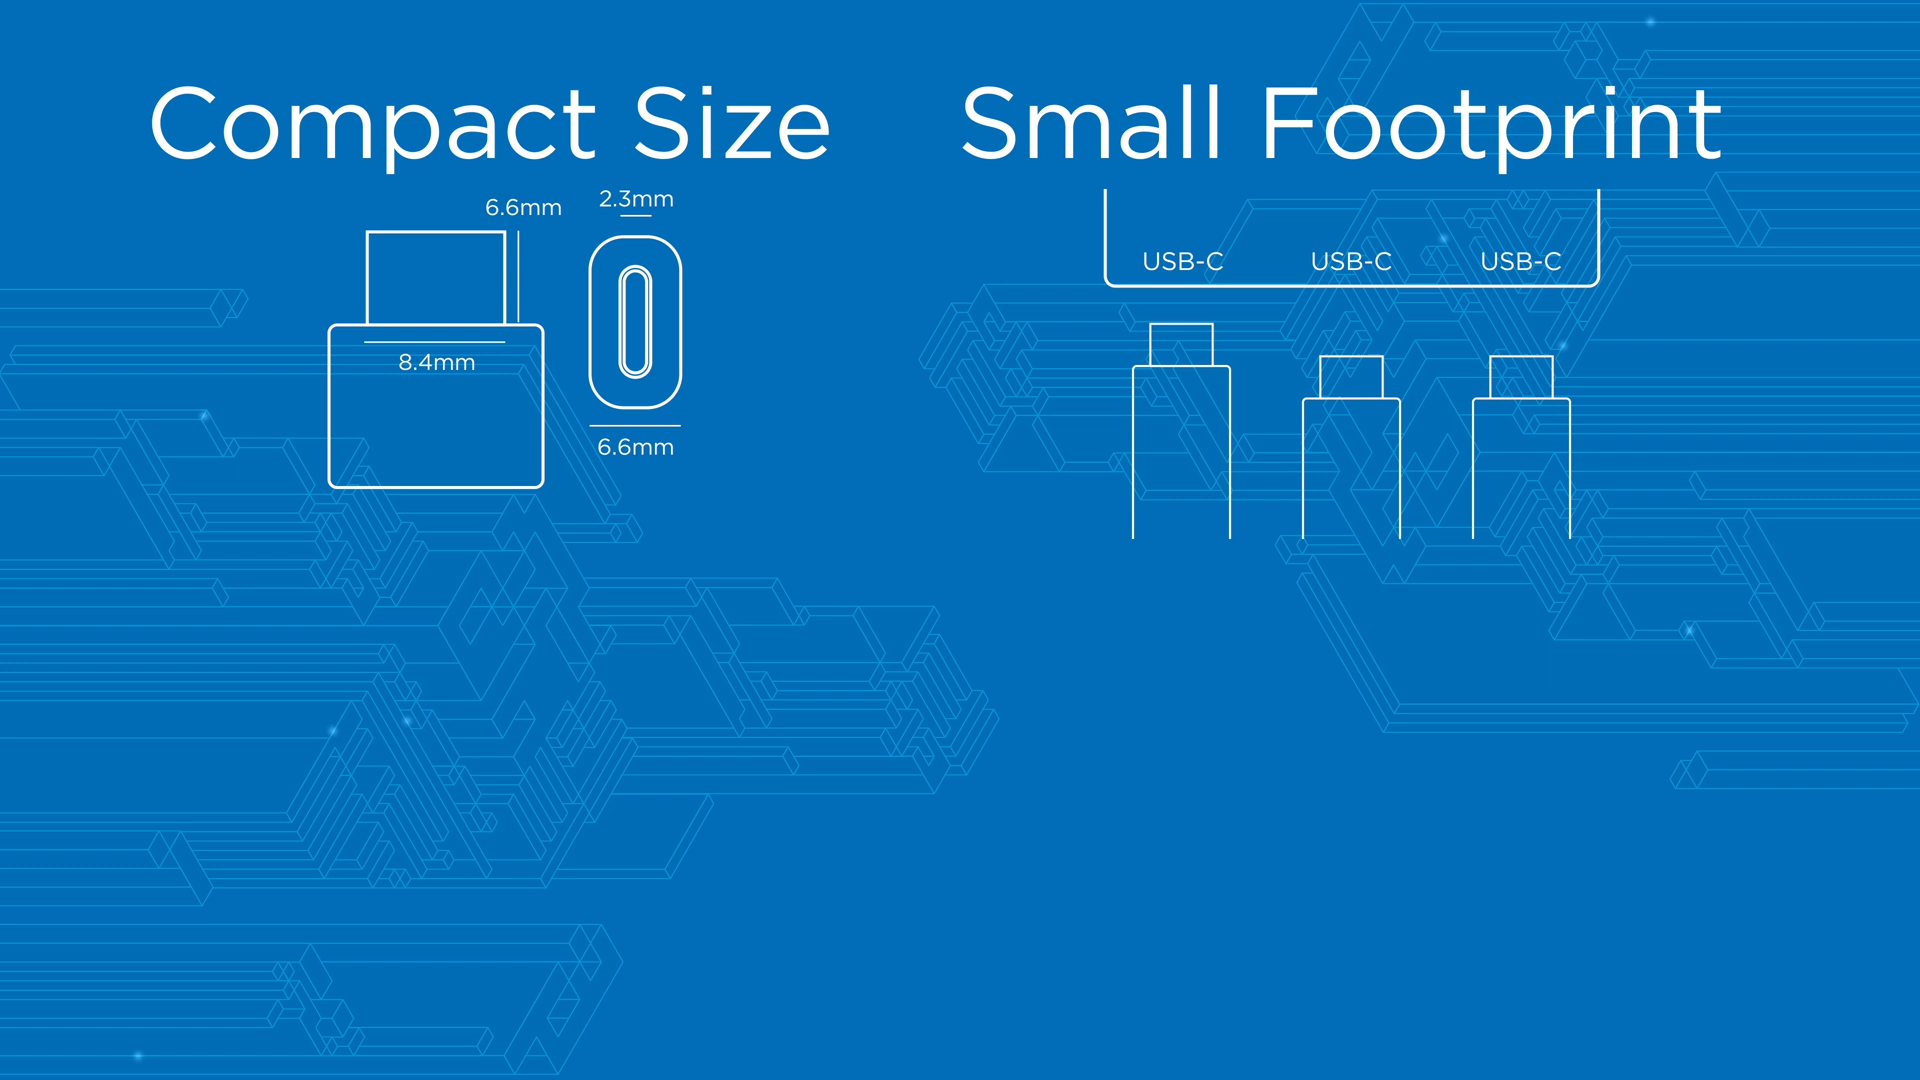 Compact Size
6.6mm
2.3mm
8.4mm
6.6mm
Small Footprint
USB-C USB-C USB-C